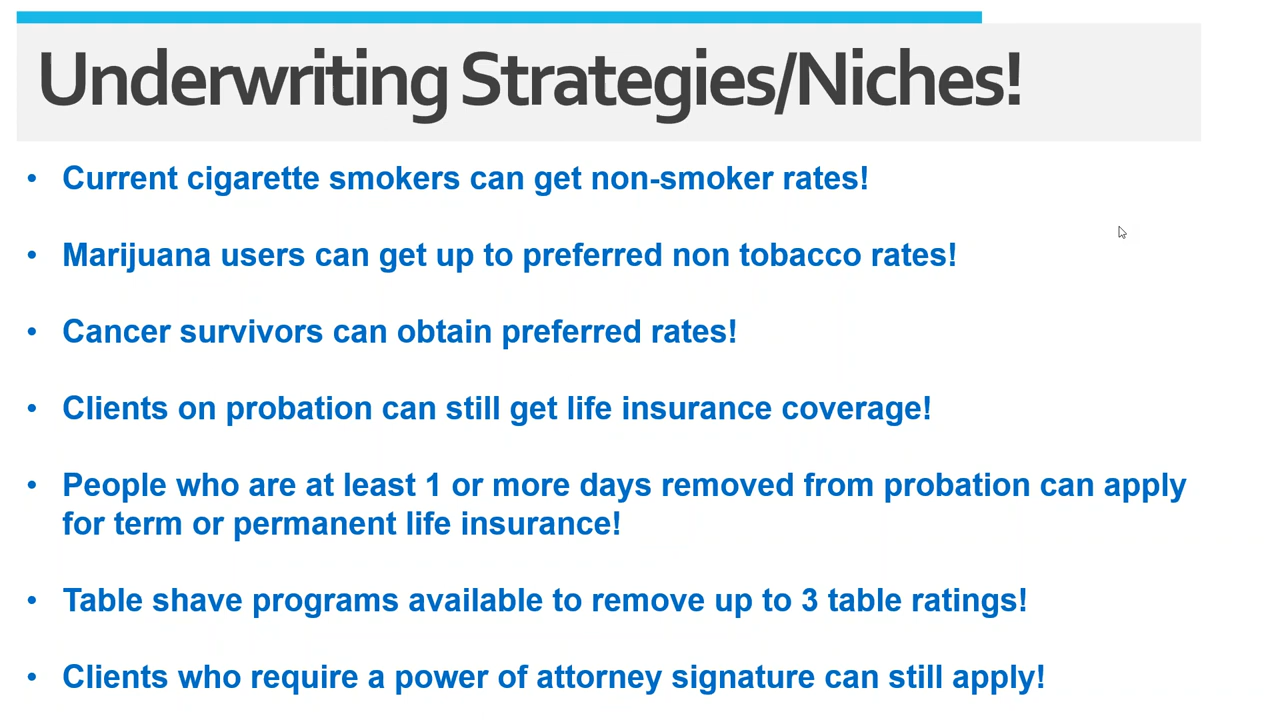 Underwriting Strategies/Niches!
• Current cigarette smokers can get non-smoker rates!
• Marijuana users can get up to preferred non tobacco rates!
• Cancer survivors can obtain preferred rates!
• Clients on probation can still get life insurance coverage!
• People who are at least 1 or more days removed from probation can apply
for term or permanent life insurance!
• Table shave programs available to remove up to 3 table ratings!
• Clients who require a power of attorney signature can still apply!